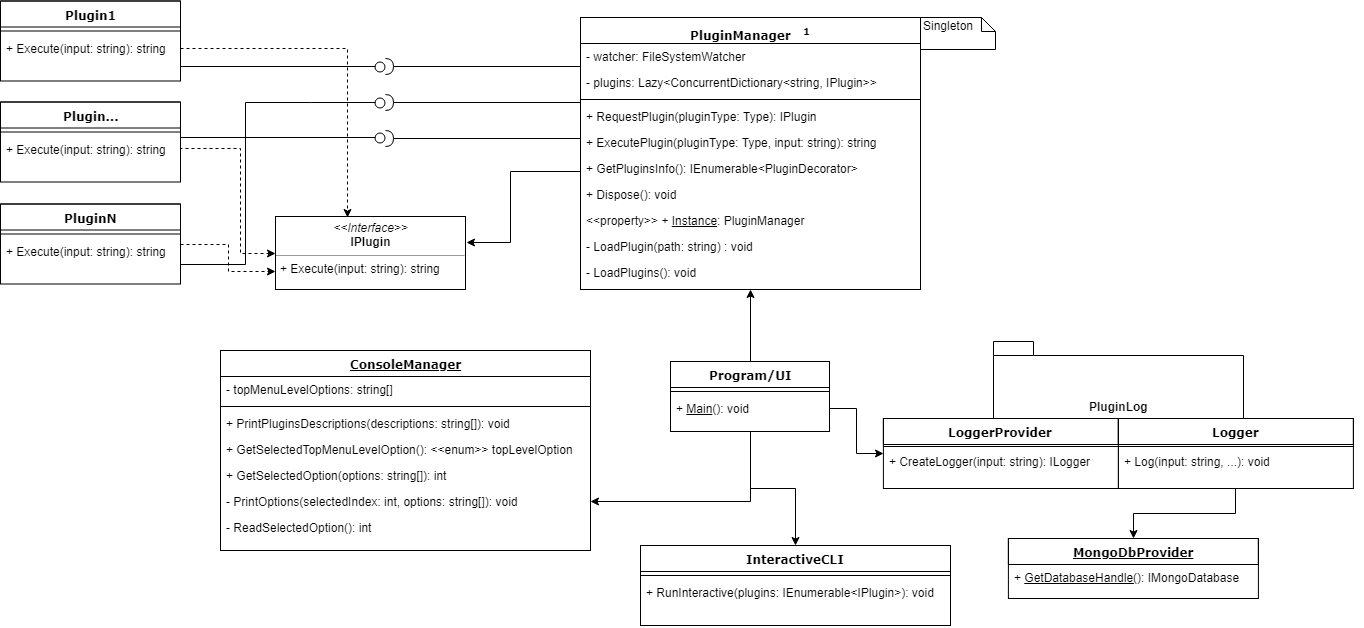 Plugin1
+ Execute(input: string): string
Plugin...
+ Execute(input: string): string
PluginN
+ Execute(input: string): string
<<Interface>>
IPlugin
+ Execute(input: string): string
PluginManager 1
- watcher: FileSystemWatcher
- plugins: Lazy<ConcurrentDictionary<string, IPlugin>>
+ RequestPlugin(pluginType: Type): IPlugin
+ ExecutePlugin(pluginType: Type, input: string): string
+ GetPluginsInfo(): IEnumerable<PluginDecorator>
+ Dispose(): void
<<property>> + Instance: PluginManager
- LoadPlugin(path: string) : void
- LoadPlugins(): void
Singleton
ConsoleManager
- topMenuLevelOptions: string[]
+ PrintPluginsDescriptions(descriptions: string[]): void
+ GetSelectedTopMenuLevelOption(): <<enum>> topLevelOption
+ GetSelectedOption(options: string[]): int
- PrintOptions(selectedIndex: int, options: string[]): void
- ReadSelectedOption(): int
Program/UI
+ Main(): void
InteractiveCLI
+ RunInteractive(plugins: IEnumerable<IPlugin>): void
PluginLog
LoggerProvider
+ CreateLogger(input: string): ILogger
Logger
+ Log(input: string, ...): void
MongoDbProvider
+ GetDatabaseHandle(): IMongoDatabase